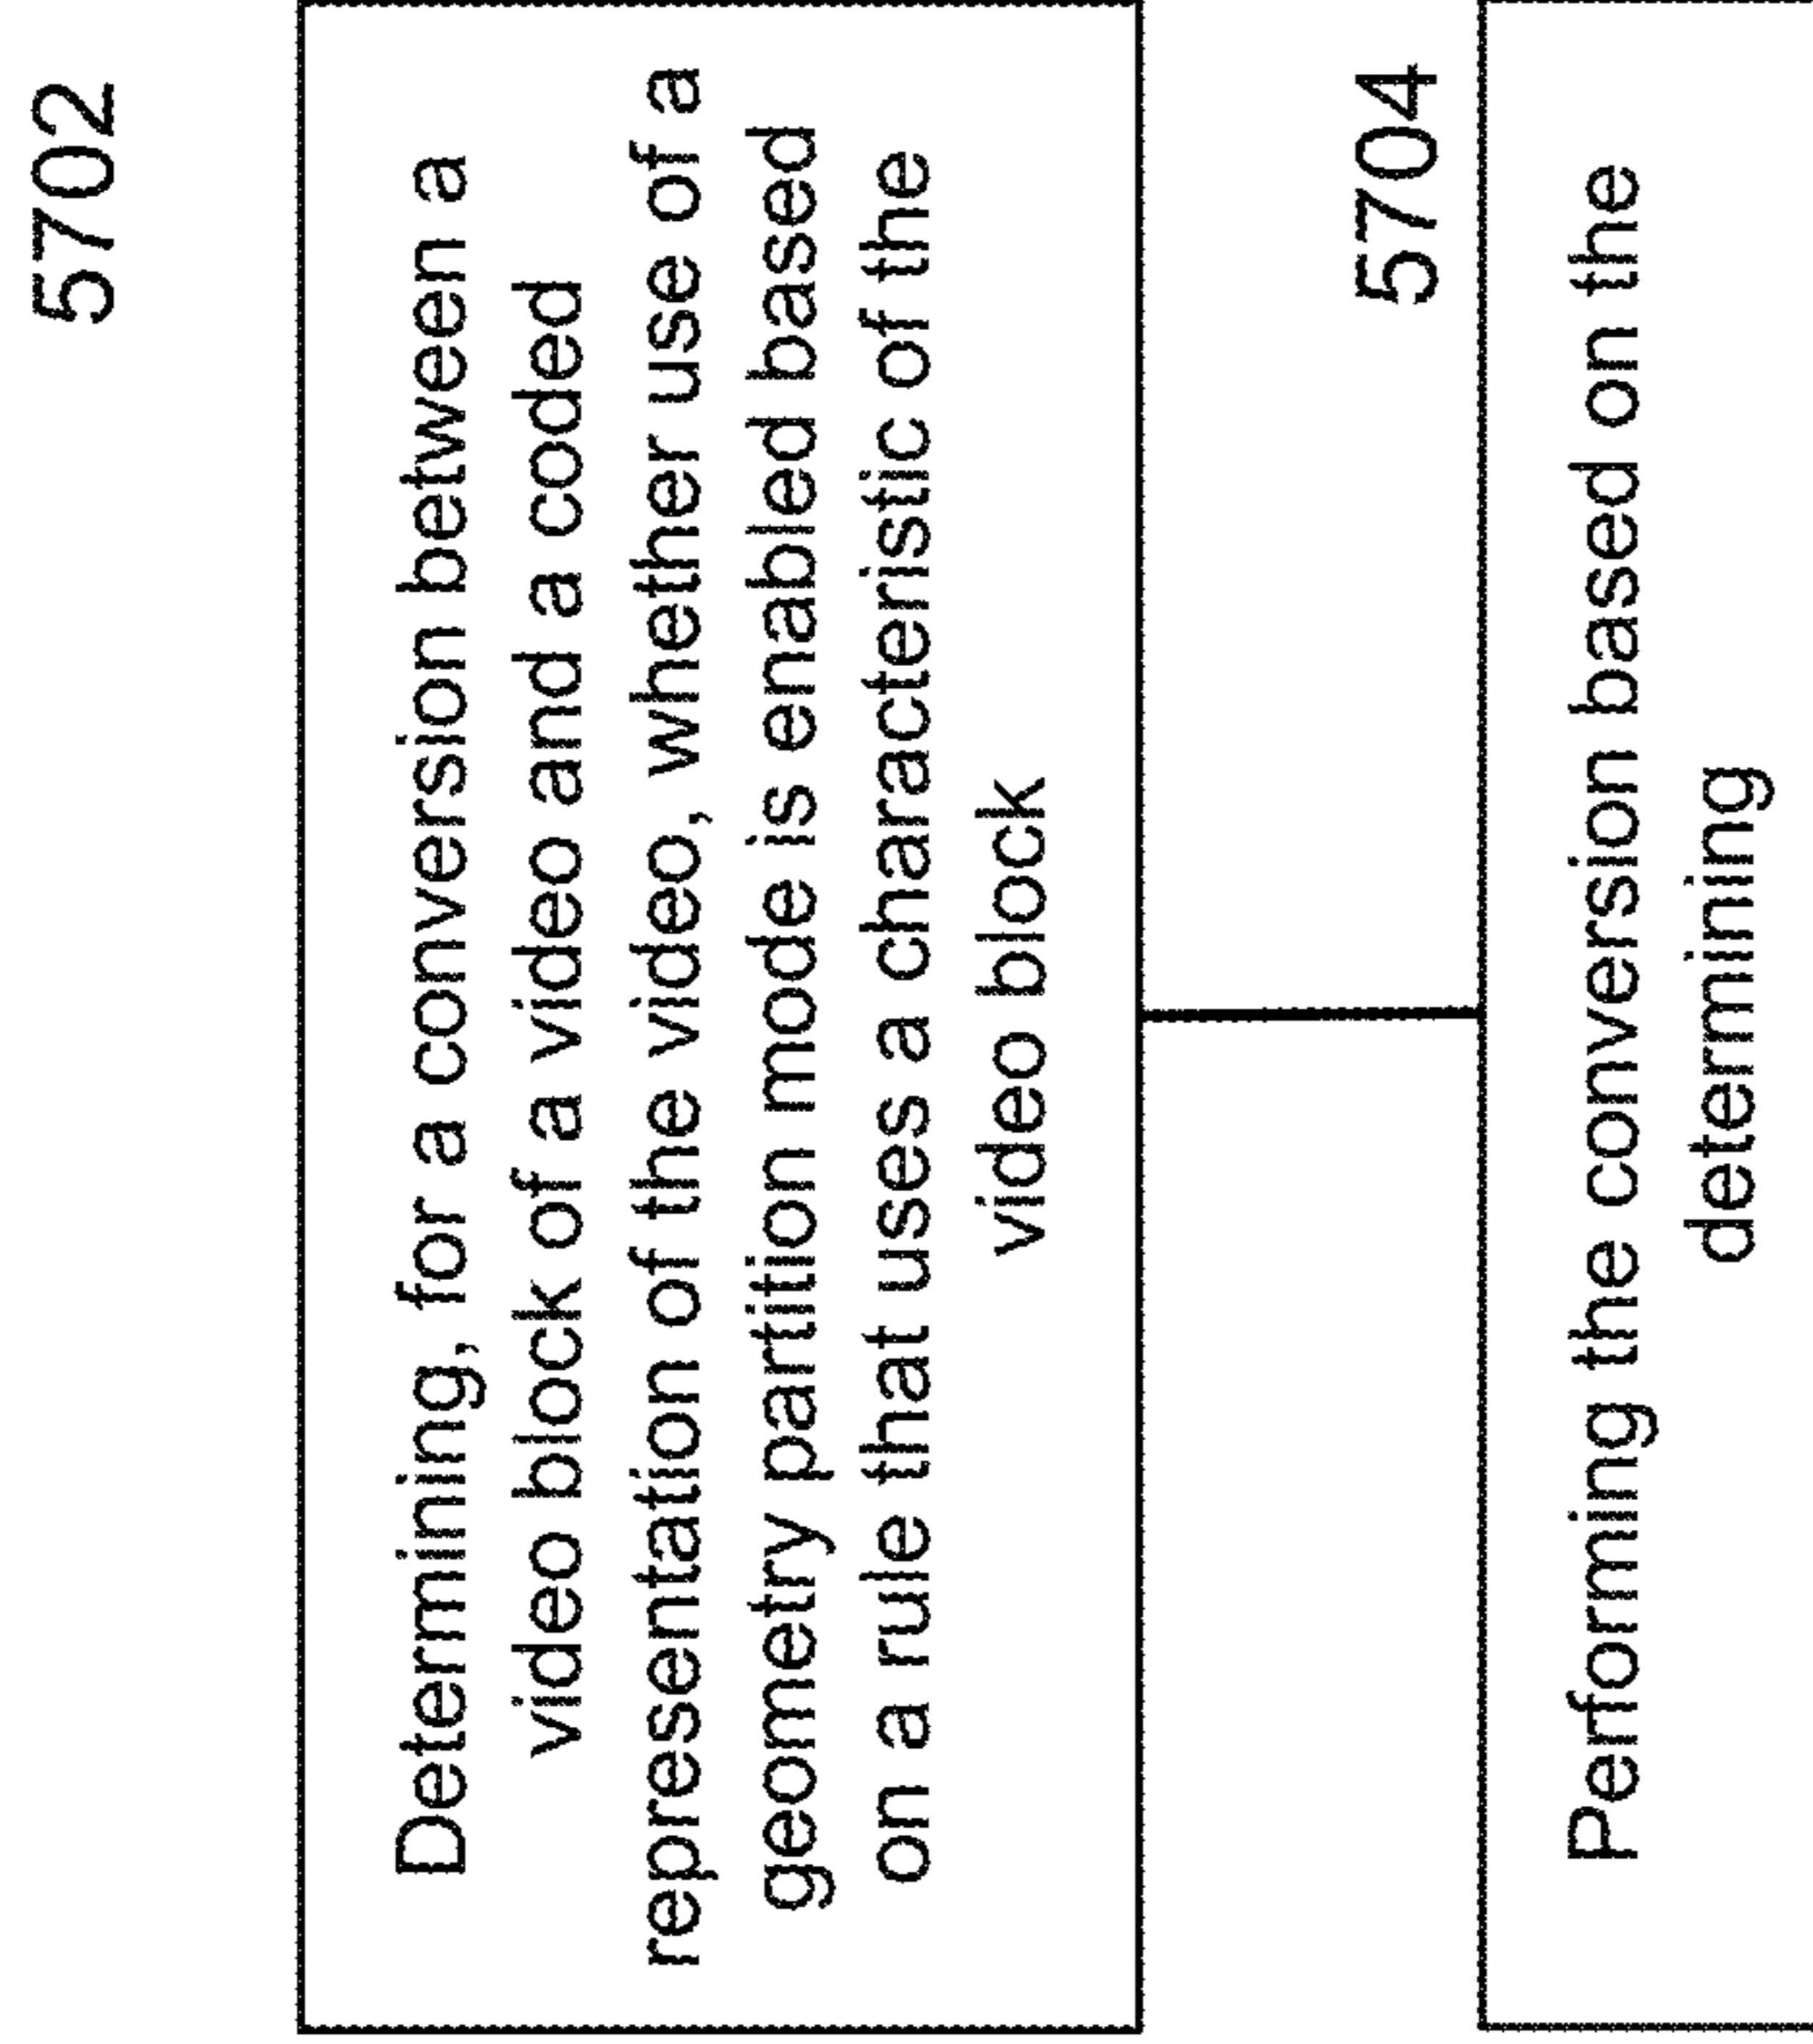 5702
Determining, for a conversion between a
video block of a video and a coded
representation of the video, whether use of a
geometry partition mode is enabled based
on a rule that uses a characteristic of the
video block
5704
Performing the conversion based on the
determining